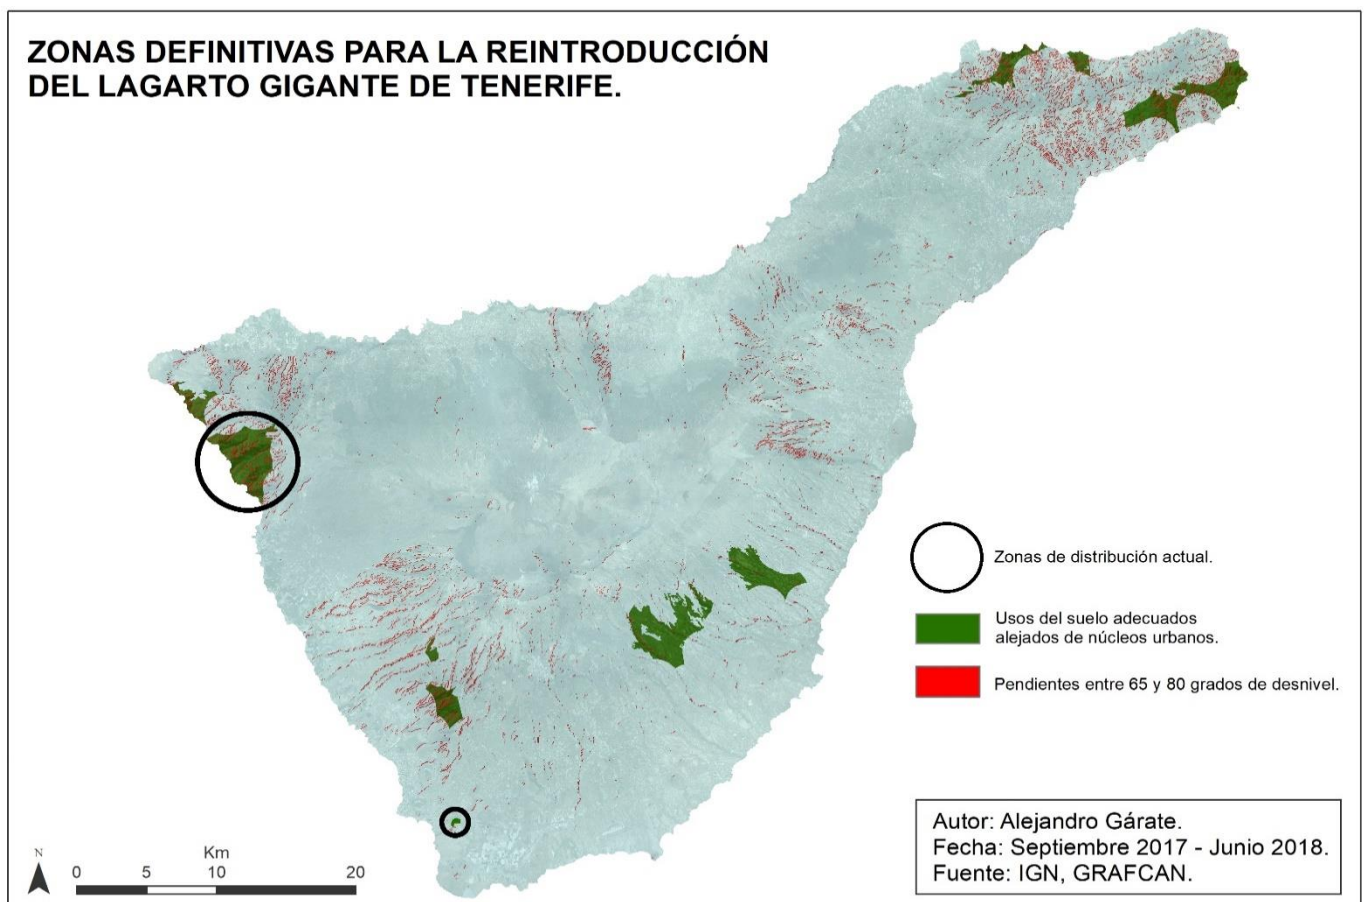 ZONAS DEFINITIVAS PARA LA REINTRODUCCIÓN
DEL LAGARTO GIGANTE DE TENERIFE.
Zonas de distribución actual.
Usos del suelo adecuados
alejados de núcleos urbanos.
Pendientes entre 65 y 80 grados de desnivel.
Autor: Alejandro Gárate.
Fecha: Septiembre 2017 - Junio 2018.
Fuente: IGN, GRAFCAN.
N
Km
0 5 10 20